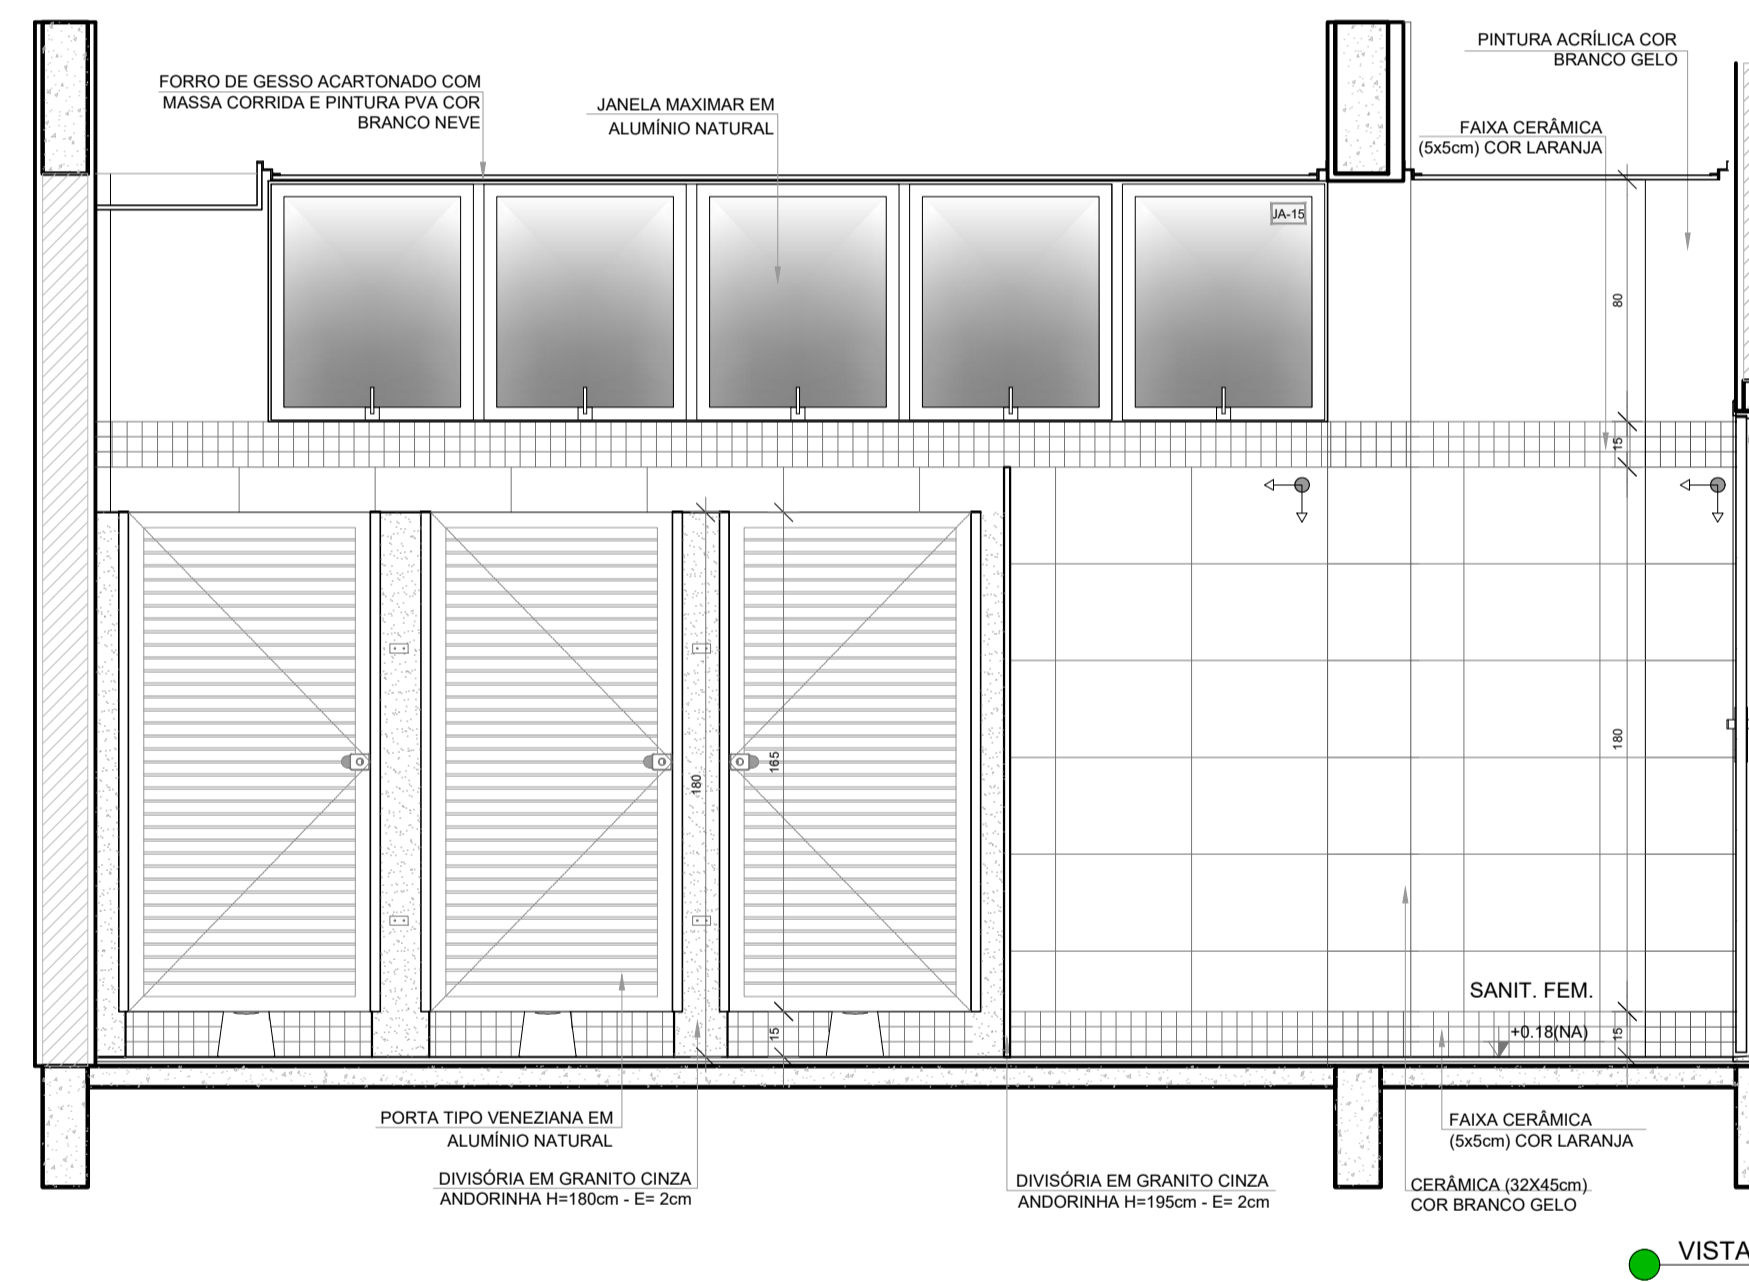 PINTURA ACRÍLICA COR
BRANCO GELO
FORRO DE GESSO ACARTONADO COM
MASSA CORRIDA E PINTURA PVA COR
BRANCO NEVE
JANELA MAXIMAR EM
ALUMÍNIO NATURAL
FAIXA CERÂMICA
(5x5cm) COR LARANJA
JA-15
80
15
180
165
180
SANIT. FEM.
+0.18(NA)
15
15
PORTA TIPO VENEZIANA EM
ALUMÍNIO NATURAL
FAIXA CERÂMICA
(5x5cm) COR LARANJA
DIVISÓRIA EM GRANITO CINZA
ANDORINHA H=180cm - E= 2cm
DIVISÓRIA EM GRANITO CINZA
ANDORINHA H=195cm - E= 2cm
CERÂMICA (32X45cm)
COR BRANCO GELO
VISTA